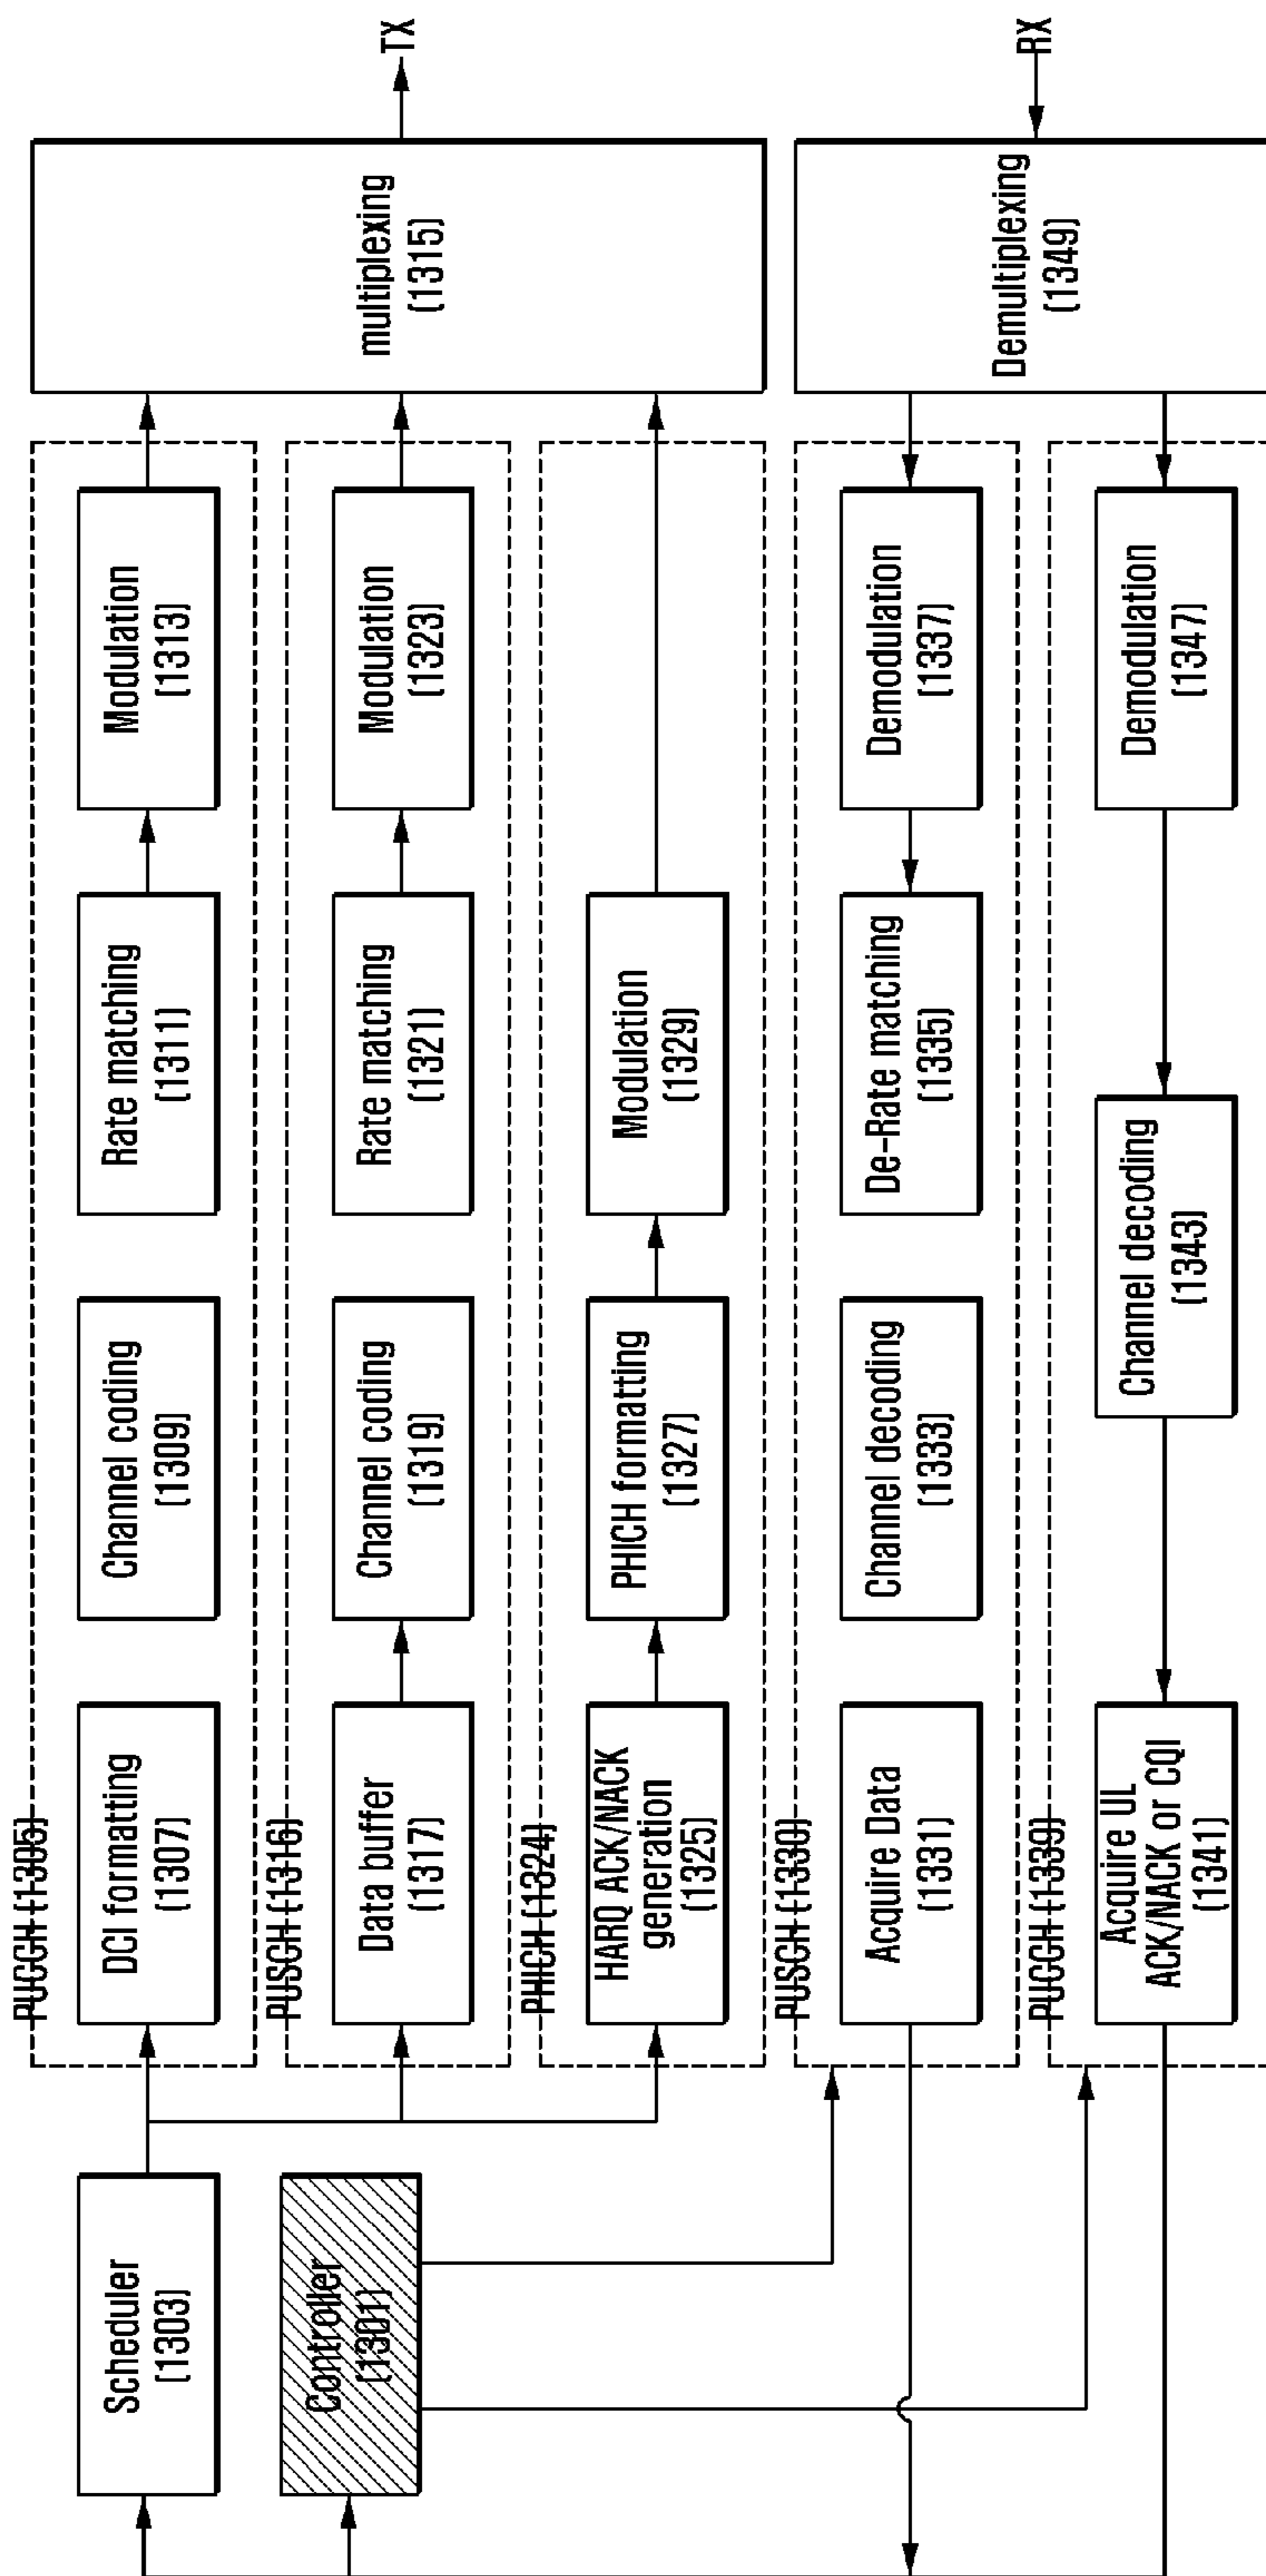 Scheduler
(1303)
Controller
(1301)
PUCCH (1305)
DCI formatting
(1307)
Channel coding
(1309)
Rate matching
(1311)
Modulation
(1313)
PUSCH (1316)
Data buffer
(1317)
Channel coding
(1319)
Rate matching
(1321)
Modulation
(1323)
PHICH (1324)
HARQ ACK/NACK
generation
(1325)
PHICH formatting
(1327)
Modulation
(1329)
multiplexing
(1315)
TX
PUSCH (1330)
Acquire Data
(1331)
Channel decoding
(1333)
De-Rate matching
(1335)
Demodulation
(1337)
PUCCH (1339)
Acquire UL
ACK/NACK or CQI
(1341)
Channel decoding
(1343)
Demodulation
(1347)
Demultiplexing
(1349)
RX